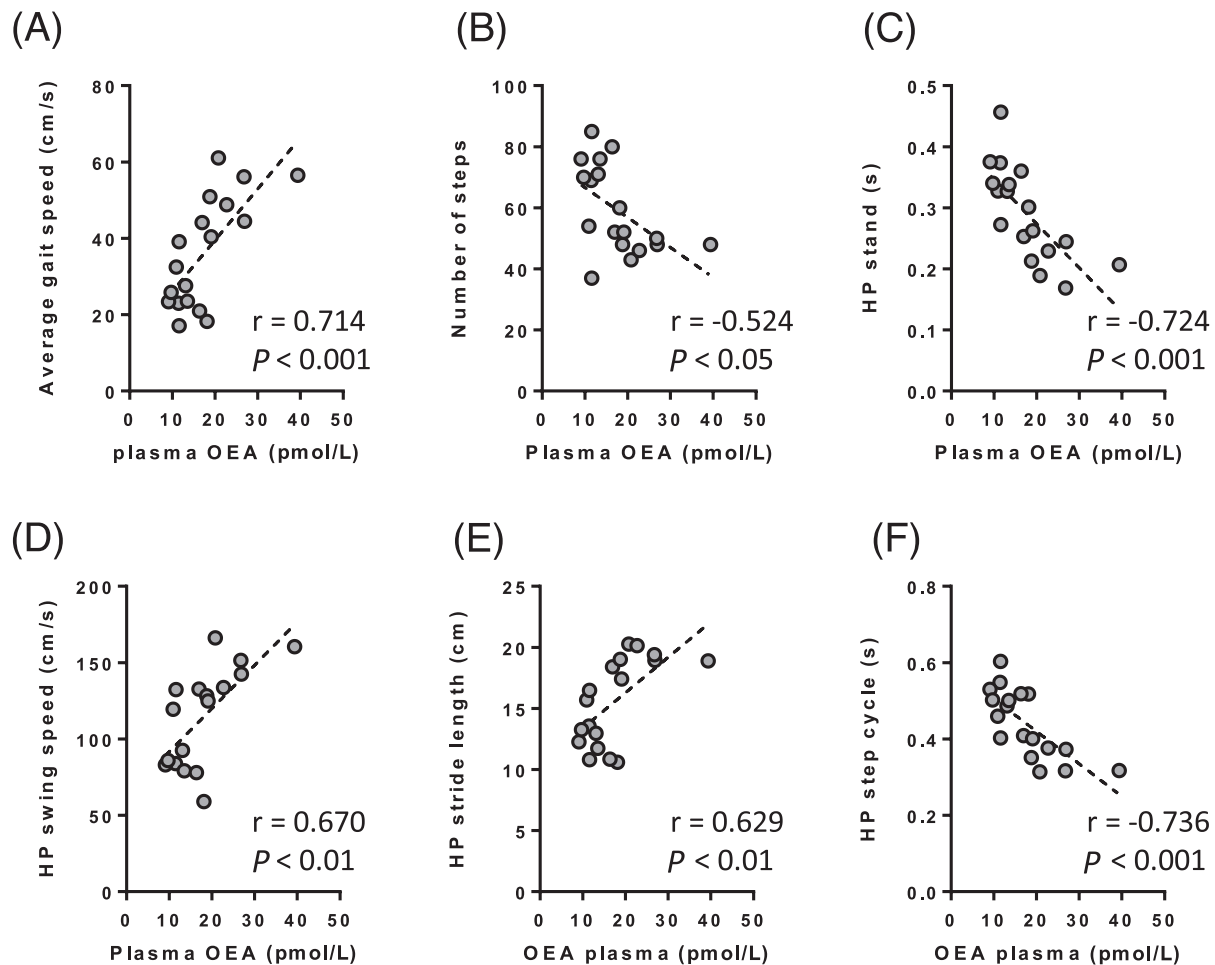 (A)
Average gait speed (cm/s)
80
60
40
20
0
0 10 20 30 40 50
plasma OEA (pmol/L)
r = 0.714
P < 0.001
(B)
Number of steps
100
80
60
40
20
0
0 10 20 30 40 50
Plasma OEA (pmol/L)
r = -0.524
P < 0.05
(C)
HP stand (s)
0.5
0.4
0.3
0.2
0.1
0.0
0 10 20 30 40 50
Plasma OEA (pmol/L)
r = -0.724
P < 0.001
(D)
HP swing speed (cm/s)
200
150
100
50
0
0 10 20 30 40 50
Plasma OEA (pmol/L)
r = 0.670
P < 0.01
(E)
HP stride length (cm)
25
20
15
10
5
0
0 10 20 30 40 50
OEA plasma (pmol/L)
r = 0.629
P < 0.01
(F)
HP step cycle (s)
0.8
0.6
0.4
0.2
0.0
0 10 20 30 40 50
OEA plasma (pmol/L)
r = -0.736
P < 0.001